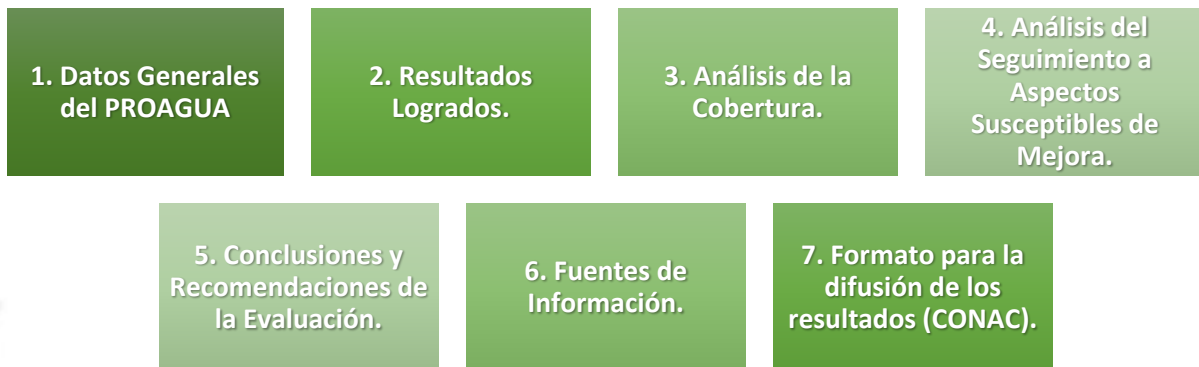 1. Datos Generales
del PROAGUA
2. Resultados
Logrados.
3. Análisis de la
Cobertura.
4. Análisis del
Seguimiento a
Aspectos
Susceptibles de
Mejora.
5. Conclusiones y
Recomendaciones de
la Evaluación.
6. Fuentes de
Información.
7. Formato para la
difusión de los
resultados (CONAC).